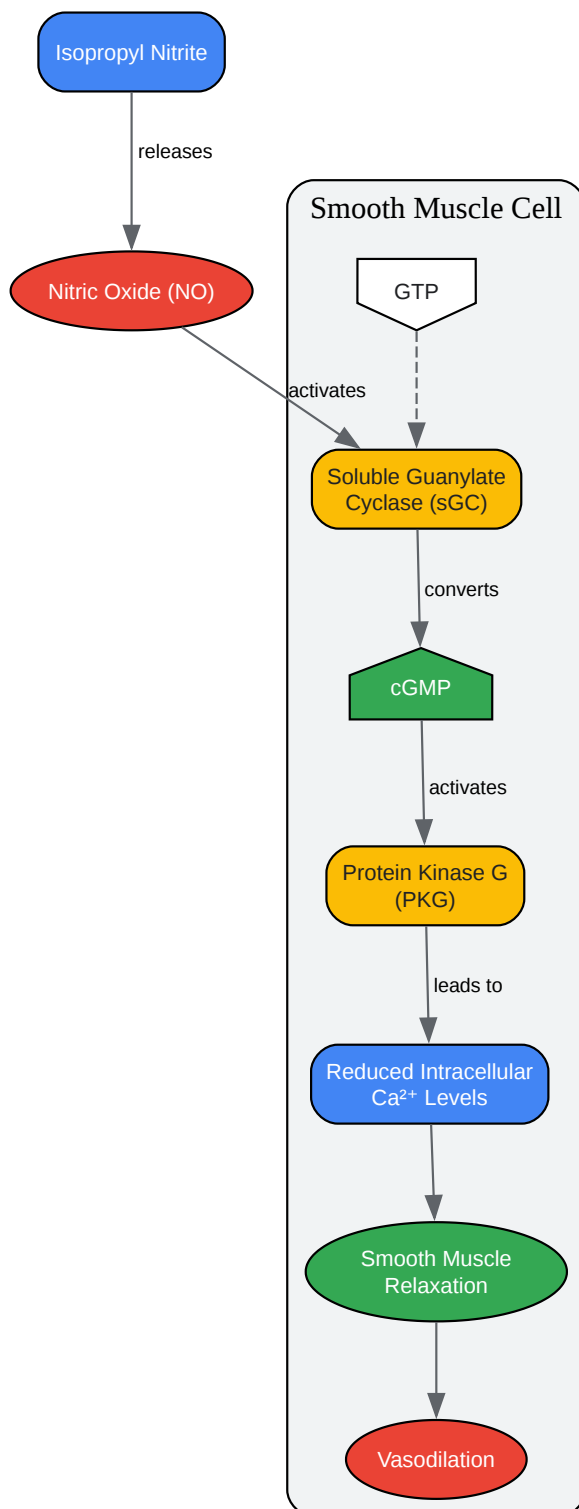 Isopropyl Nitrite
releases
Smooth Muscle Cell
Nitric Oxide (NO)
GTP
activates
Soluble Guanylate
Cyclase (sGC)
converts
cGMP
activates
Protein Kinase G
(PKG)
leads to
Reduced Intracellular
Ca²⁺ Levels
Smooth Muscle
Relaxation
Vasodilation